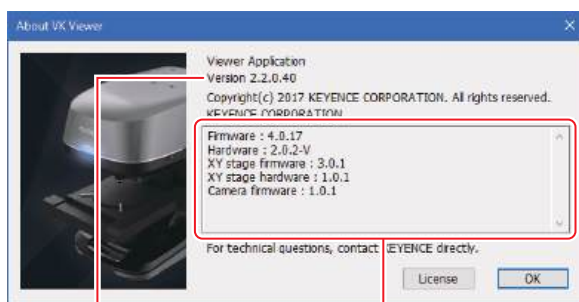 About VK Viewer
Viewer Application
Version 2.2.0.40
Copyright(c) 2017 KEYENCE CORPORATION. All rights reserved.
KEYENCE CORPORATION
Firmware : 4.0.17
Hardware : 2.0.2-V
XY stage firmware : 3.0.1
XY stage hardware : 1.0.1
Camera firmware : 1.0.1
For technical questions, contact KEYENCE directly.
License
OK